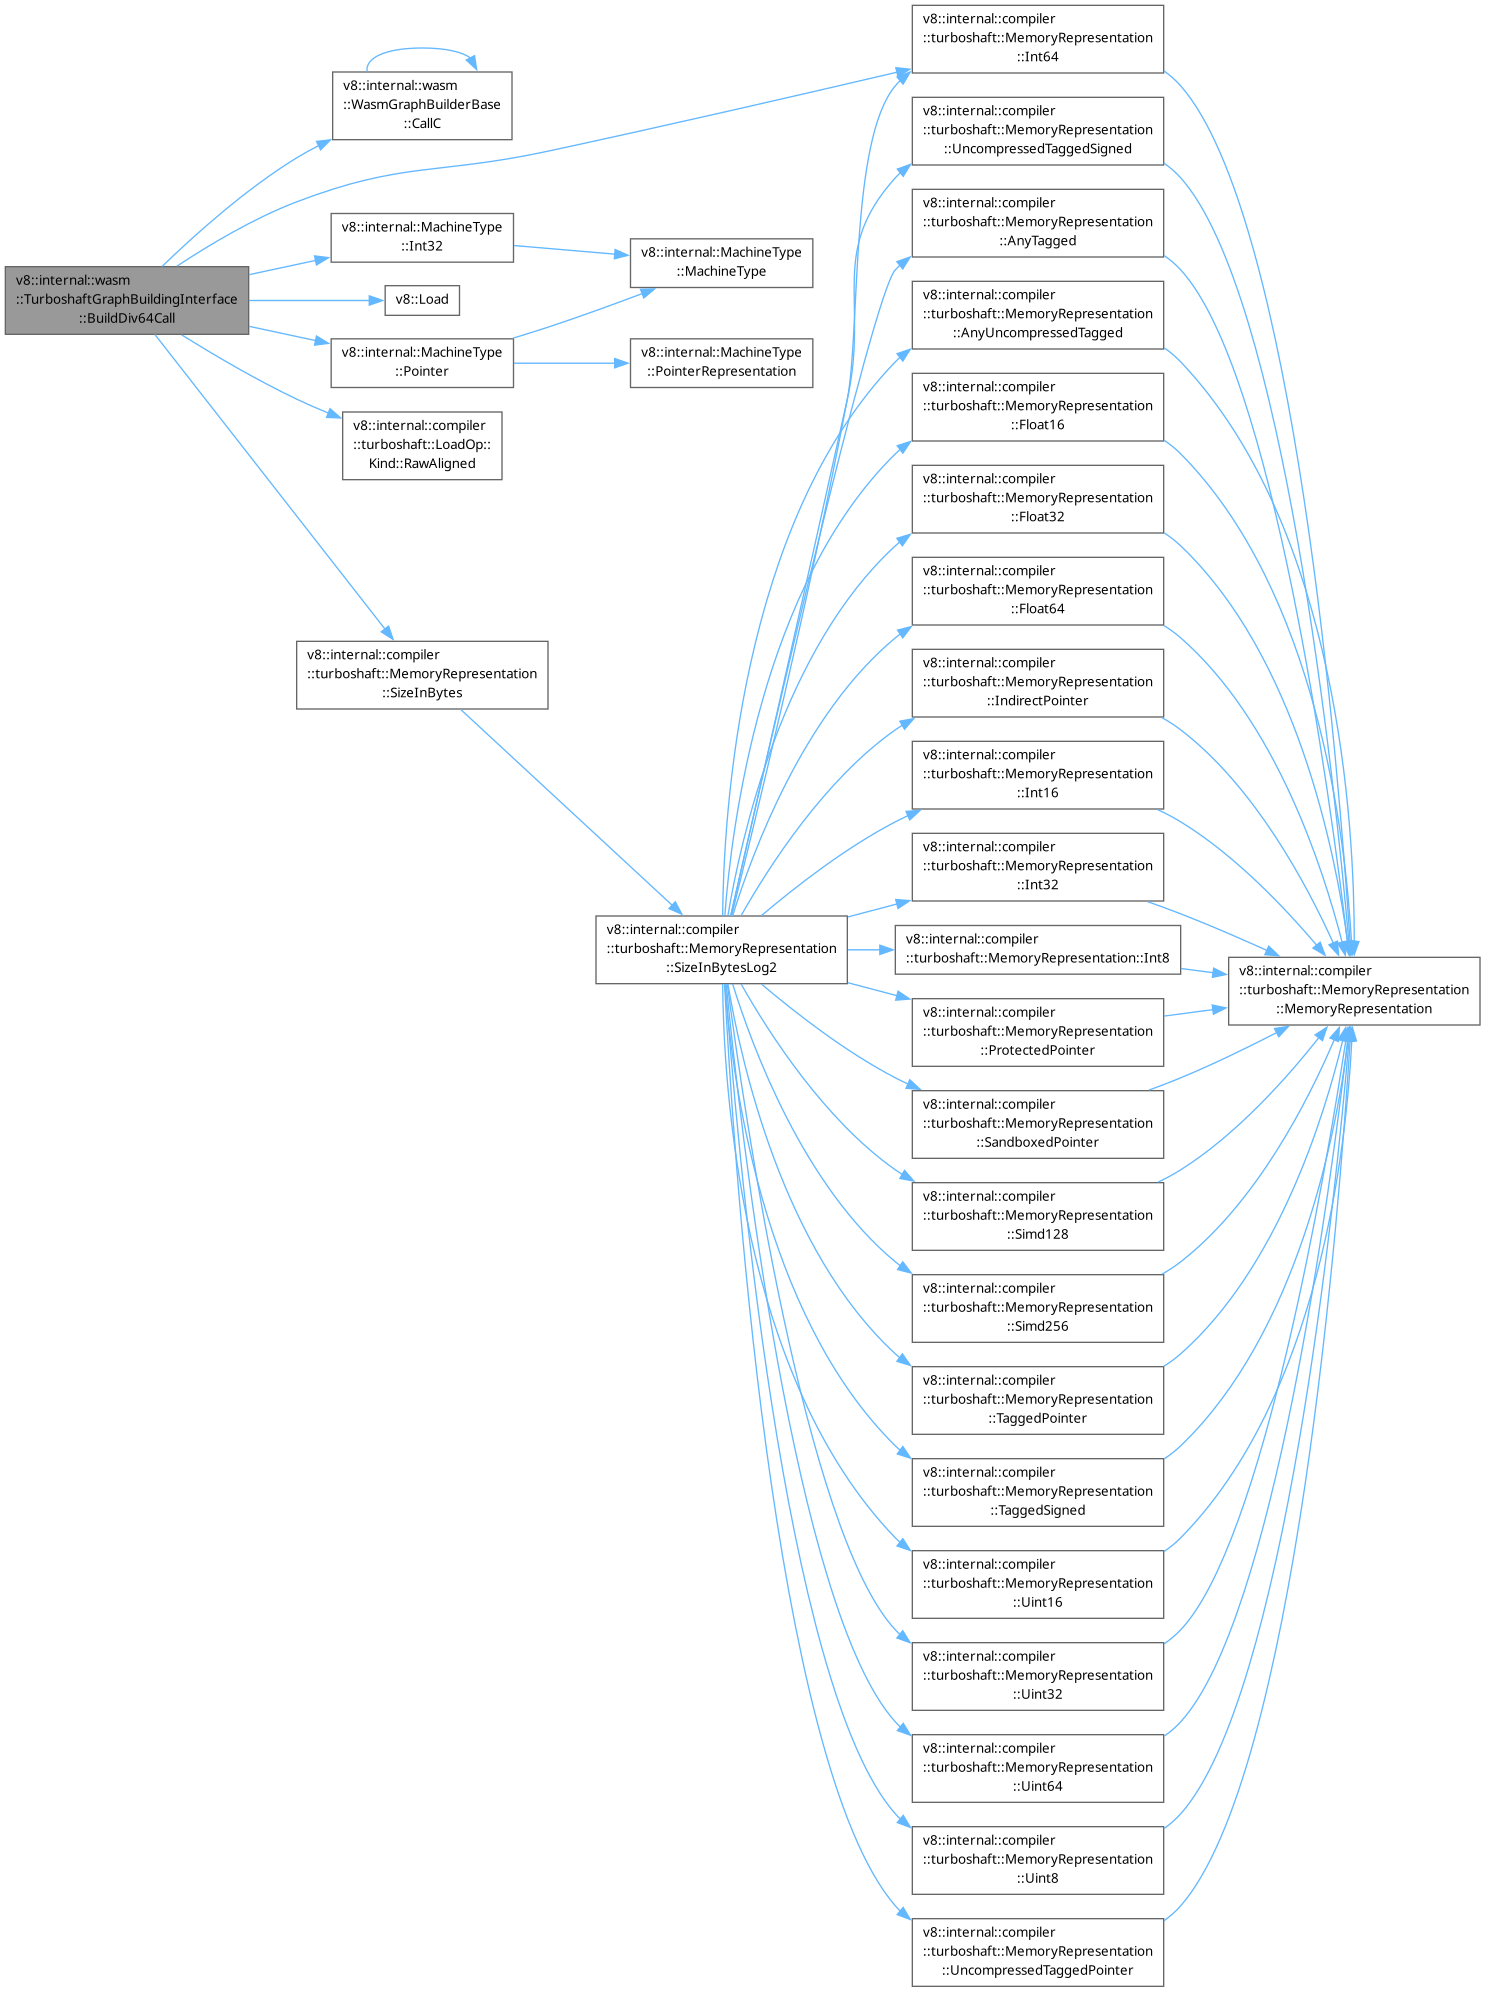 v8::internal::wasm
::TurboshaftGraphBuildingInterface
::BuildDiv64Call
v8::internal::wasm
::WasmGraphBuilderBase
::CallC
v8::internal::MachineType
::Int32
v8::Load
v8::internal::MachineType
::Pointer
v8::internal::compiler
::turboshaft::LoadOp::
Kind::RawAligned
v8::internal::compiler
::turboshaft::MemoryRepresentation
::SizeInBytes
v8::internal::MachineType
::MachineType
v8::internal::MachineType
::PointerRepresentation
v8::internal::compiler
::turboshaft::MemoryRepresentation
::SizeInBytesLog2
v8::internal::compiler
::turboshaft::MemoryRepresentation
::Int64
v8::internal::compiler
::turboshaft::MemoryRepresentation
::UncompressedTaggedSigned
v8::internal::compiler
::turboshaft::MemoryRepresentation
::AnyTagged
v8::internal::compiler
::turboshaft::MemoryRepresentation
::AnyUncompressedTagged
v8::internal::compiler
::turboshaft::MemoryRepresentation
::Float16
v8::internal::compiler
::turboshaft::MemoryRepresentation
::Float32
v8::internal::compiler
::turboshaft::MemoryRepresentation
::Float64
v8::internal::compiler
::turboshaft::MemoryRepresentation
::IndirectPointer
v8::internal::compiler
::turboshaft::MemoryRepresentation
::Int16
v8::internal::compiler
::turboshaft::MemoryRepresentation
::Int32
v8::internal::compiler
::turboshaft::MemoryRepresentation::Int8
v8::internal::compiler
::turboshaft::MemoryRepresentation
::ProtectedPointer
v8::internal::compiler
::turboshaft::MemoryRepresentation
::SandboxedPointer
v8::internal::compiler
::turboshaft::MemoryRepresentation
::Simd128
v8::internal::compiler
::turboshaft::MemoryRepresentation
::Simd256
v8::internal::compiler
::turboshaft::MemoryRepresentation
::TaggedPointer
v8::internal::compiler
::turboshaft::MemoryRepresentation
::TaggedSigned
v8::internal::compiler
::turboshaft::MemoryRepresentation
::Uint16
v8::internal::compiler
::turboshaft::MemoryRepresentation
::Uint32
v8::internal::compiler
::turboshaft::MemoryRepresentation
::Uint64
v8::internal::compiler
::turboshaft::MemoryRepresentation
::Uint8
v8::internal::compiler
::turboshaft::MemoryRepresentation
::UncompressedTaggedPointer
v8::internal::compiler
::turboshaft::MemoryRepresentation
::MemoryRepresentation